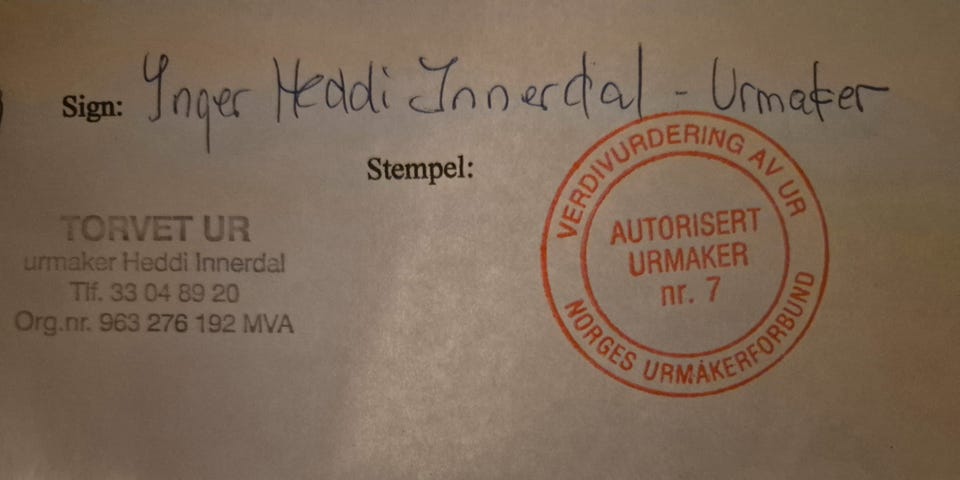 Sign: Inger Heddi Innerdal - Urmaker
Stempel:
TORVET UR
urmaker Heddi Innerdal
Tlf. 33 04 89 20
Org.nr. 963 276 192 MVA
VERDIVURDERING AV UR
AUTORISERT
URMAKER
nr. 7
NORGES URMAKERFORBUND